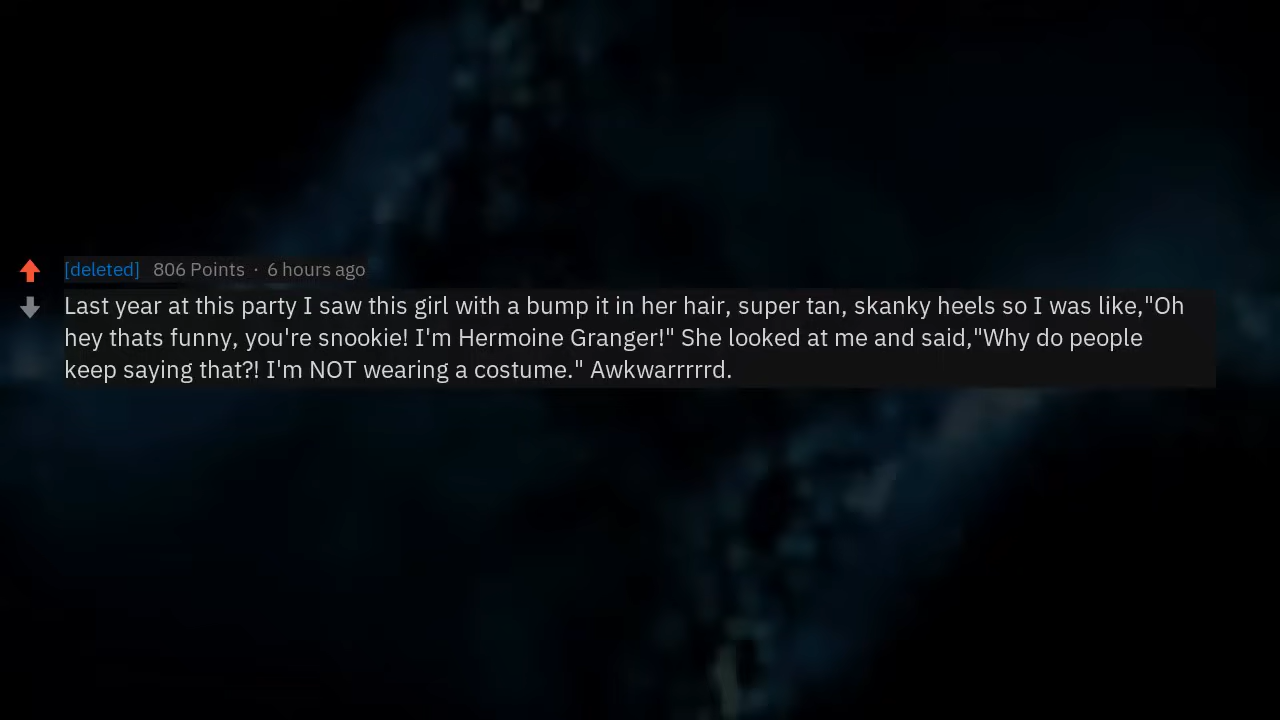 [deleted] 806 Points · 6 hours ago
Last year at this party I saw this girl with a bump it in her hair, super tan, skanky heels so I was like,"Oh
hey thats funny, you're snookie! I'm Hermoine Granger!" She looked at me and said,"Why do people
keep saying that?! I'm NOT wearing a costume." Awkwarrrrrd.